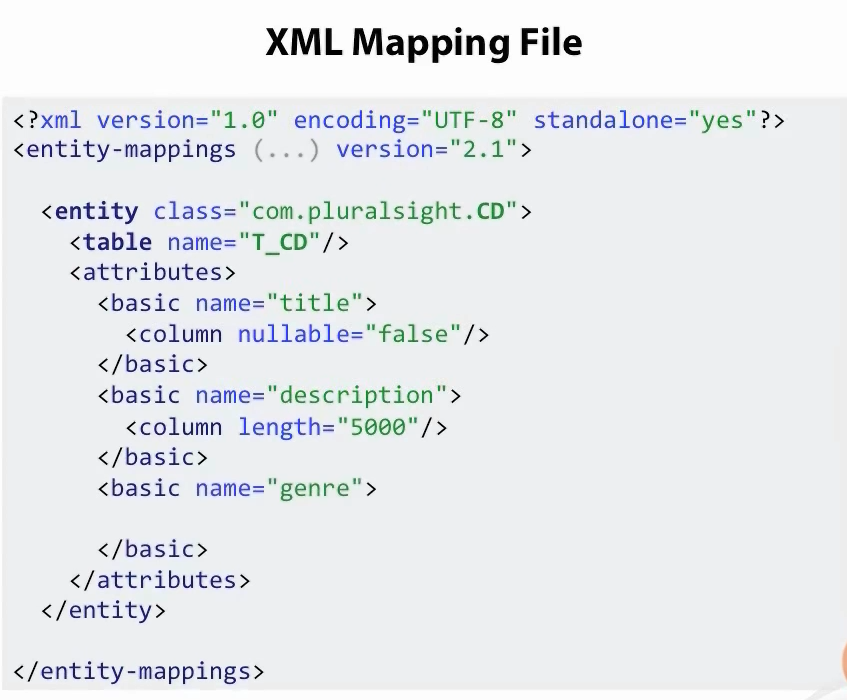 XML Mapping File
<?xml version="1.0" encoding="UTF-8" standalone="yes"?>
<entity-mappings (...) version="2.1">
<entity class="com.pluralsight.CD">
<table name="T_CD"/>
<attributes>
<basic name="title">
<column nullable="false"/>
</basic>
<basic name="description">
<column length="5000"/>
</basic>
<basic name="genre">
</basic>
</attributes>
</entity>
</entity-mappings>